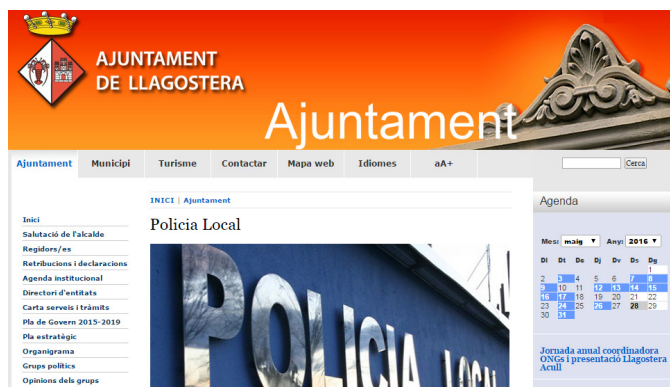 AJUNTAMENT
DE LLAGOSTERA
Ajuntament
Ajuntament Municipi Turisme Contactar Mapa web Idiomes aA+ Cerca
INICI | Ajuntament
Policia Local
Inici
Salutació de l'alcalde
Regidors/es
Retribucions i declaracions
Agenda institucional
Directori d'entitats
Carta serveis i tràmits
Pla de Govern 2015-2019
Pla estratègic
Organigrama
Grups polítics
Opinions dels grups
POLICIA LOCAL
Agenda
Mes: maig Any: 2016
Dl Dt Dc Dj Dv Ds Dg
1
2 3 4 5 6 7 8
9 10 11 12 13 14 15
16 17 18 19 20 21 22
23 24 25 26 27 28 29
30 31
Jornada anual coordinadora
ONGs i presentació Llagostera
Acull